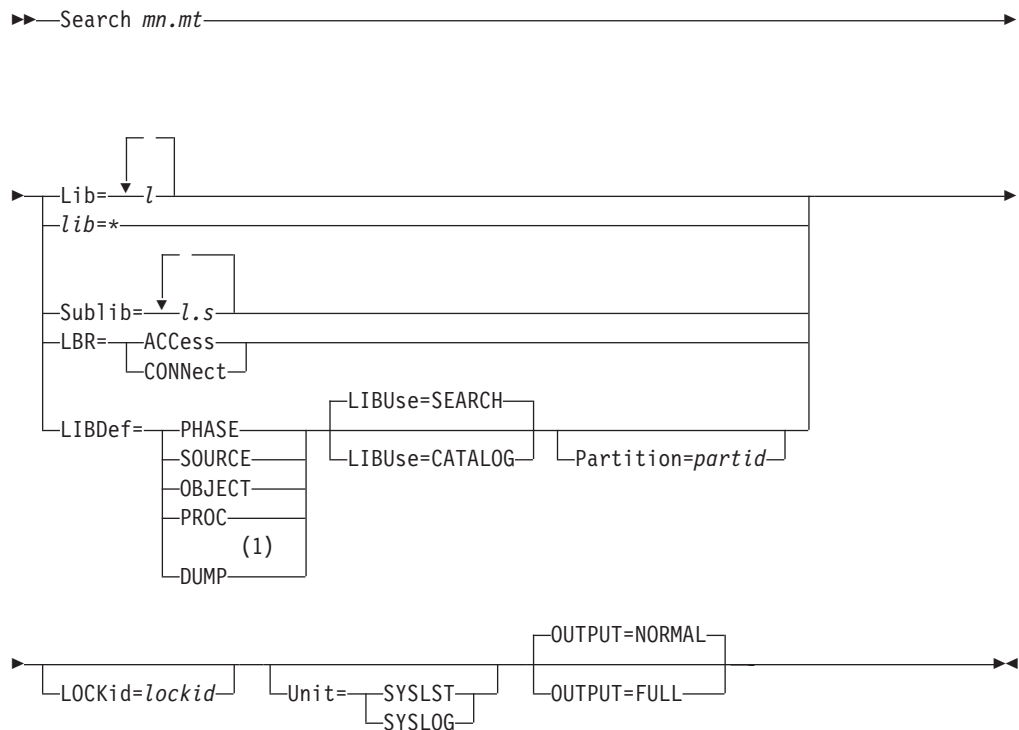 Search mn.mt
Lib= l
lib=*
Sublib= l.s
LBR= ACCess
CONNect
LIBUse=SEARCH
LIBDef= PHASE
SOURCE LIBUse=CATALOG Partition=partid
OBJECT
PROC
(1)
DUMP
OUTPUT=NORMAL
LOCKid=lockid Unit= SYSLST OUTPUT=FULL
SYSLOG